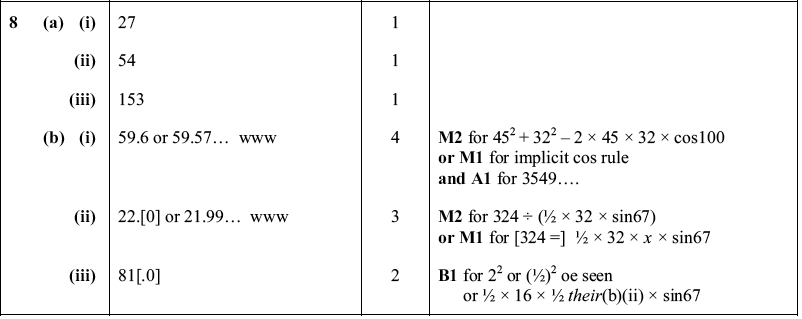 8 (a) (i) 27 1
(ii) 54 1
(iii) 153 1
(b) (i) 59.6 or 59.57… www 4 M2 for 45² + 32² – 2 × 45 × 32 × cos100
or M1 for implicit cos rule
and A1 for 3549….
(ii) 22.[0] or 21.99… www 3 M2 for 324 ÷ (½ × 32 × sin67)
or M1 for [324 =] ½ × 32 × x × sin67
(iii) 81[.0] 2 B1 for 2² or (½)² oe seen
or ½ × 16 × ½ their(b)(ii) × sin67